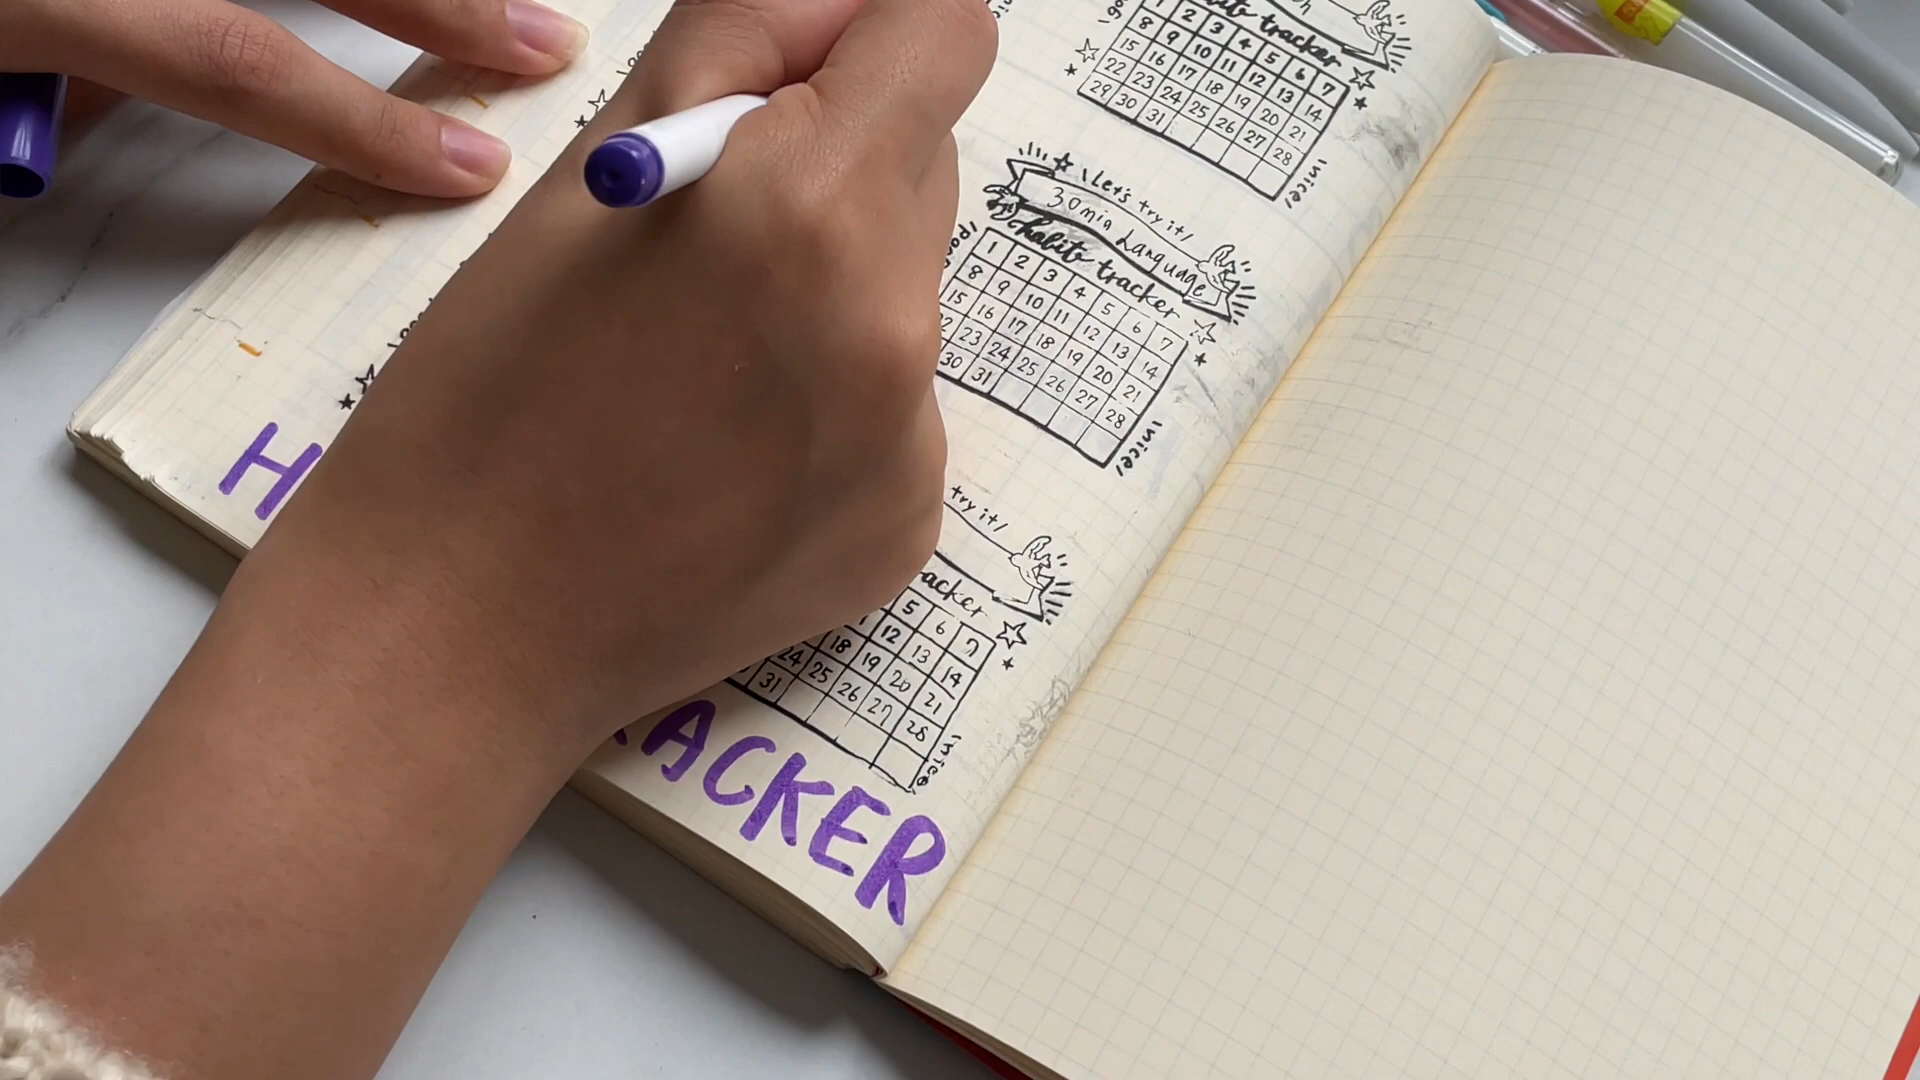 habits tracker
1 2 3 4 5 6 7
8 9 10 11 12 13 14
15 16 17 18 19 20 21
22 23 24 25 26 27 28
29 30 31
nice!
\Let's try it/
30min Language
habits tracker
1 2 3 4 5 6 7
8 9 10 11 12 13 14
15 16 17 18 19 20 21
23 24 25 26 27 28
30 31
nice!
try it/
acker
5 6 7
12 13 14
18 19 20 21
24 25 26 27 28
31
nice
H
ACKER